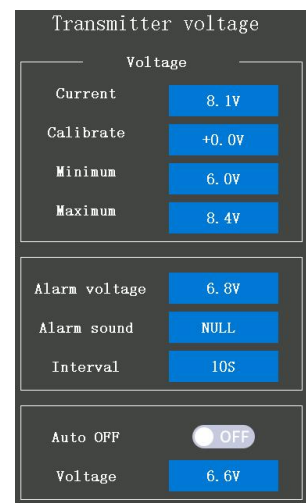 Transmitter voltage
Voltage
Current 8.1V
Calibrate +0.0V
Minimum 6.0V
Maximum 8.4V
Alarm voltage 6.8V
Alarm sound NULL
Interval 10S
Auto OFF OFF
Voltage 6.6V